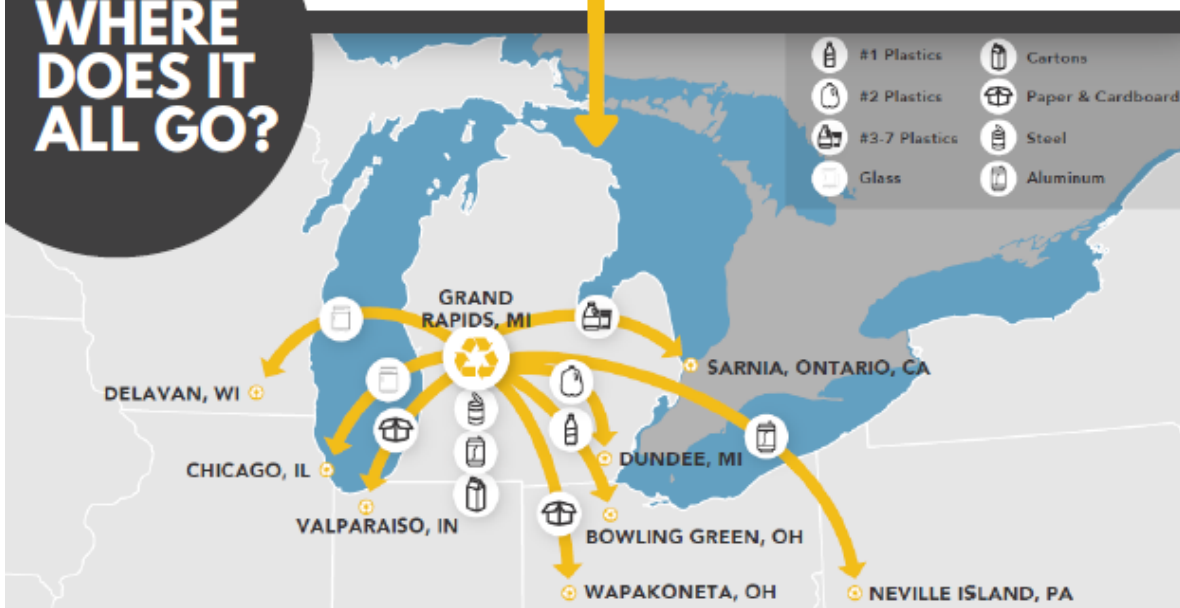 WHERE
DOES IT
ALL GO?
#1 Plastics
#2 Plastics
#3-7 Plastics
Glass
Cartons
Paper & Cardboard
Steel
Aluminum
GRAND
RAPIDS, MI
DELAVAN, WI
CHICAGO, IL
VALPARAISO, IN
SARNIA, ONTARIO, CA
DUNDEE, MI
BOWLING GREEN, OH
WAPAKONETA, OH
NEVILLE ISLAND, PA